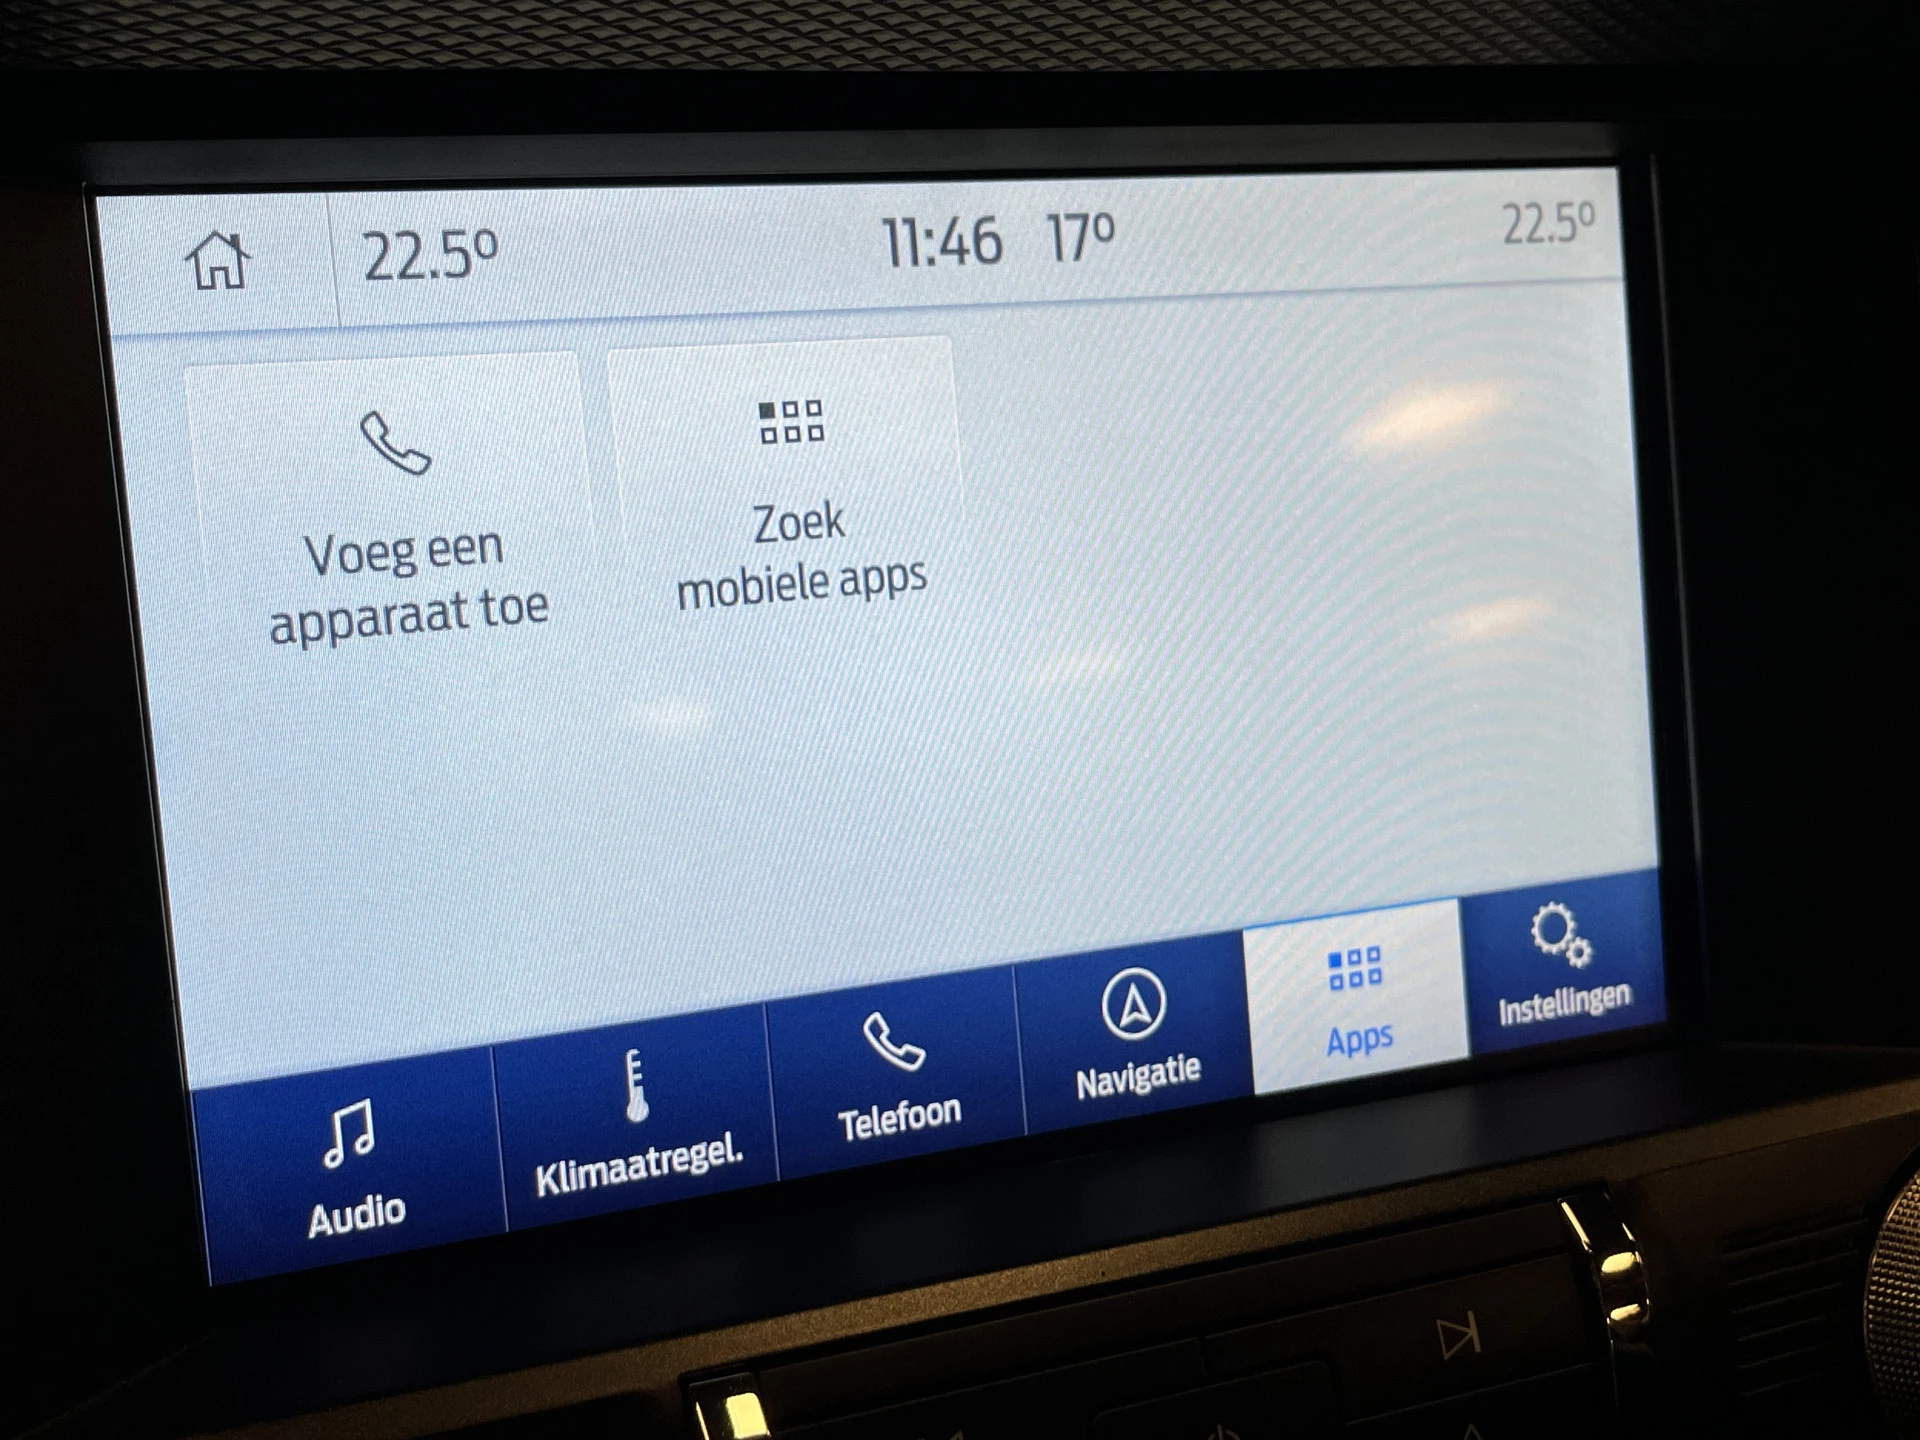 22.5° 11:46 17° 22.5°
Voeg een
apparaat toe
Zoek
mobiele apps
Audio
Klimaatregel.
Telefoon
Navigatie
Apps
Instellingen